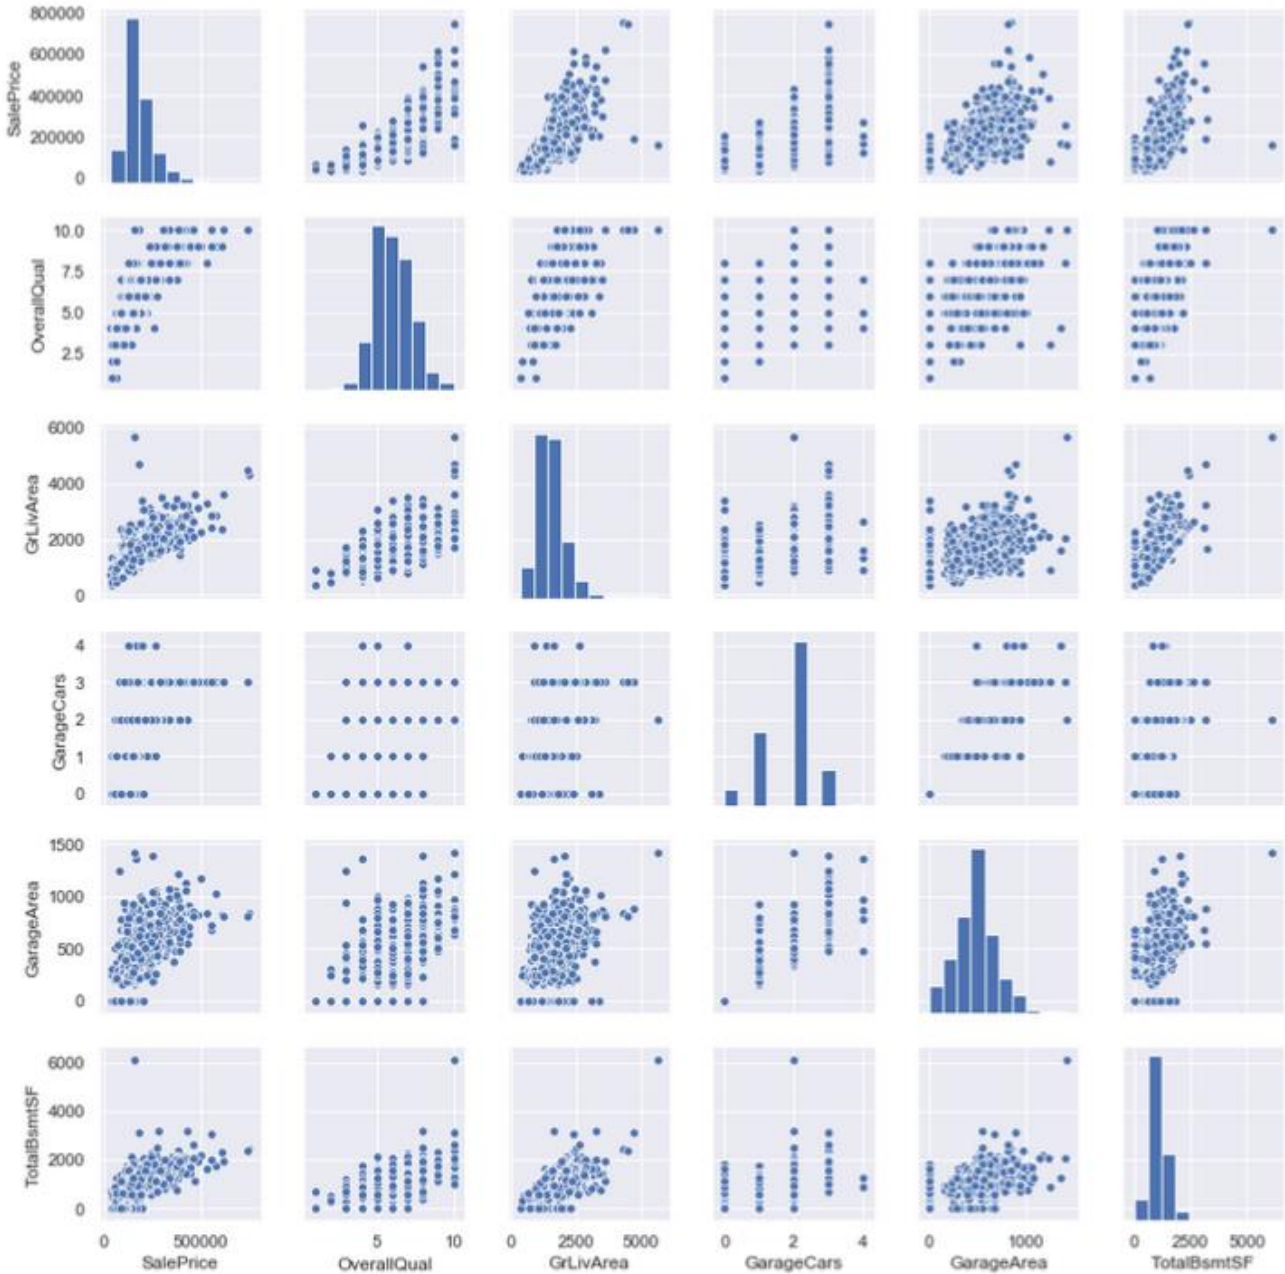 800000
600000
400000
200000
0
SalePrice
10.0
7.5
5.0
2.5
OverallQual
6000
4000
2000
0
GrLivArea
4
3
2
1
0
GarageCars
1500
1000
500
0
GarageArea
6000
4000
2000
0
TotalBsmtSF
0 500000
SalePrice
5 10
OverallQual
0 2500 5000
GrLivArea
0 2 4
GarageCars
0 1000
GarageArea
0 2500 5000
TotalBsmtSF